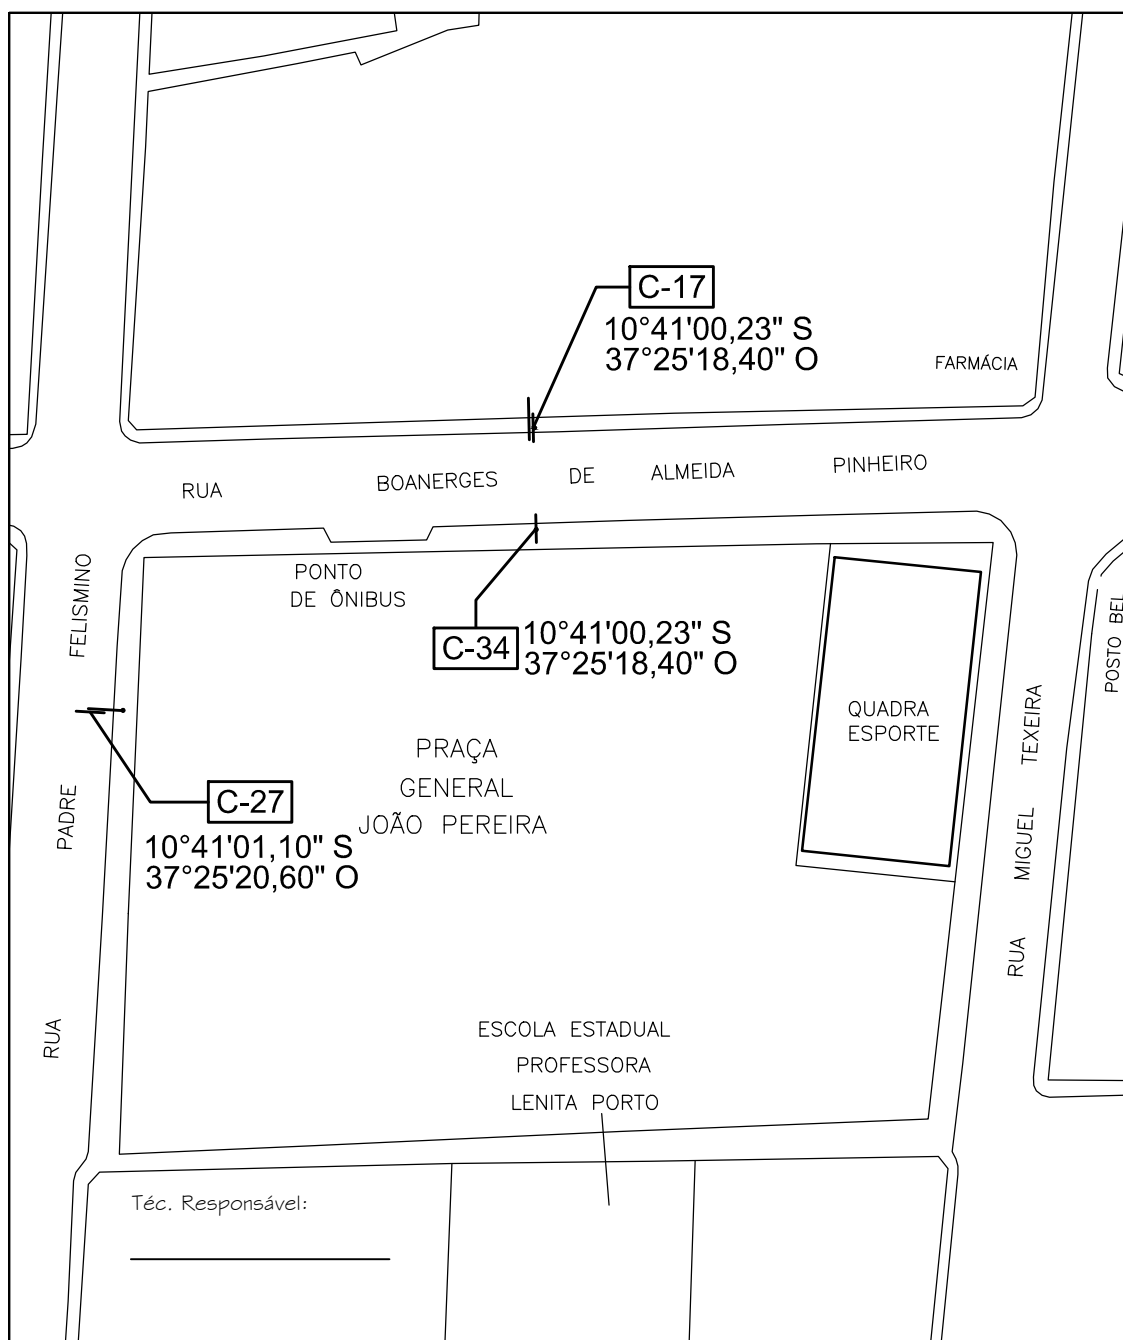 C-17
10°41'00,23" S
37°25'18,40" O
FARMÁCIA
RUA BOANERGES DE ALMEIDA PINHEIRO
PONTO
DE ÔNIBUS
C-34
10°41'00,23" S
37°25'18,40" O
RUA PADRE FELISMINO
C-27
10°41'01,10" S
37°25'20,60" O
PRAÇA
GENERAL
JOÃO PEREIRA
QUADRA
ESPORTE
RUA MIGUEL TEXEIRA
POSTO BEL
ESCOLA ESTADUAL
PROFESSORA
LENITA PORTO
Téc. Responsável: